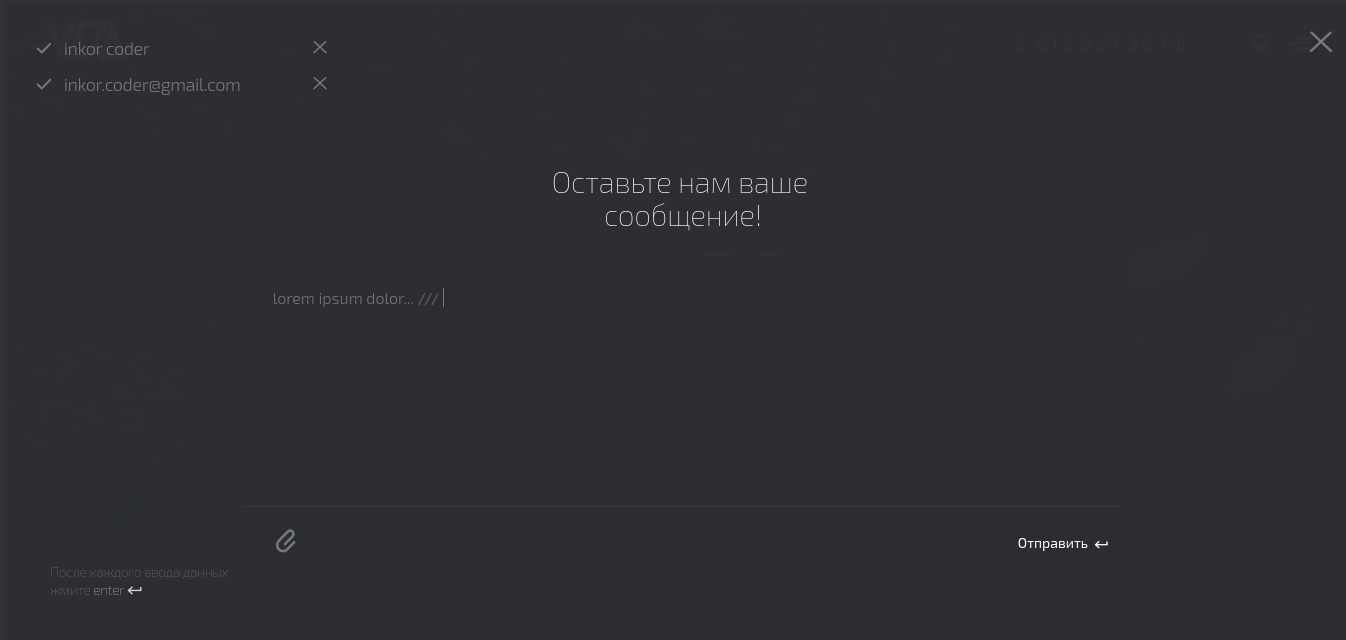 inkor coder
inkor.coder@gmail.com
Оставьте нам ваше
сообщение!
lorem ipsum dolor... ///
Отправить
После каждого ввода данных
жмите enter